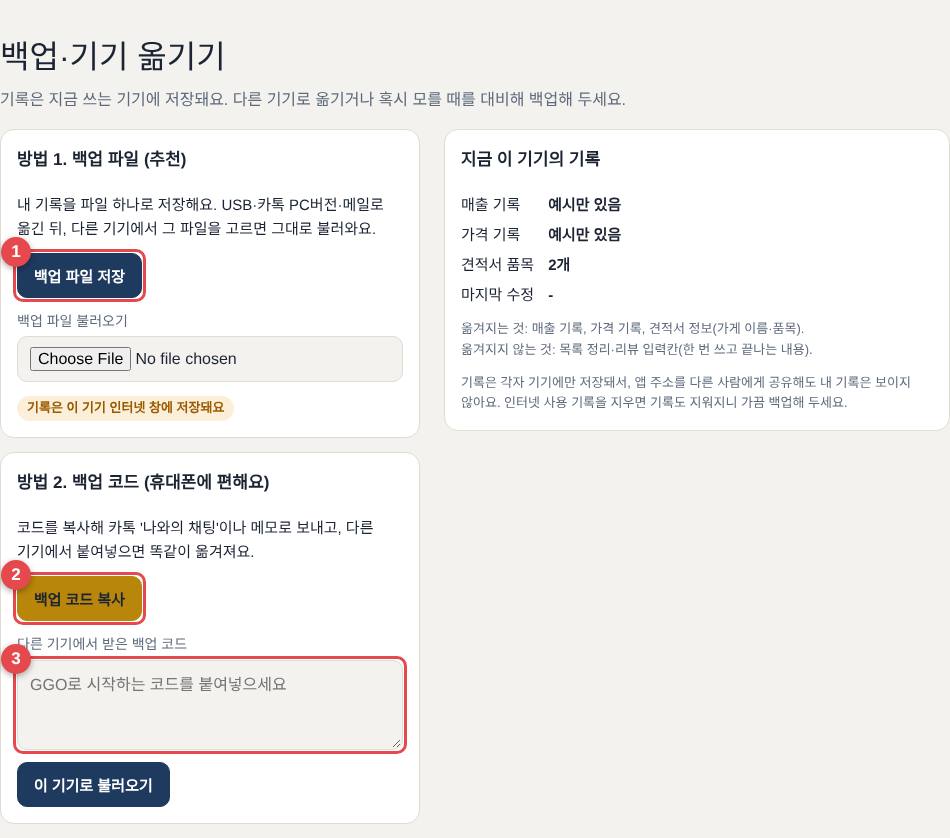 백업·기기 옮기기
기록은 지금 쓰는 기기에 저장돼요. 다른 기기로 옮기거나 혹시 모를 때를 대비해 백업해 두세요.
방법 1. 백업 파일 (추천)
내 기록을 파일 하나로 저장해요. USB·카톡 PC버전·메일로
옮긴 뒤, 다른 기기에서 그 파일을 고르면 그대로 불러와요.
1
백업 파일 저장
백업 파일 불러오기
Choose File No file chosen
기록은 이 기기 인터넷 창에 저장돼요
지금 이 기기의 기록
매출 기록 예시만 있음
가격 기록 예시만 있음
견적서 품목 2개
마지막 수정 -
옮겨지는 것: 매출 기록, 가격 기록, 견적서 정보(가게 이름·품목).
옮겨지지 않는 것: 목록 정리·리뷰 입력칸(한 번 쓰고 끝나는 내용).
기록은 각자 기기에만 저장돼서, 앱 주소를 다른 사람에게 공유해도 내 기록은 보이지
않아요. 인터넷 사용 기록을 지우면 기록도 지워지니 가끔 백업해 두세요.
방법 2. 백업 코드 (휴대폰에 편해요)
코드를 복사해 카톡 '나와의 채팅'이나 메모로 보내고, 다른
기기에서 붙여넣으면 똑같이 옮겨져요.
2
백업 코드 복사
다른 기기에서 받은 백업 코드
3
GGO로 시작하는 코드를 붙여넣으세요
이 기기로 불러오기